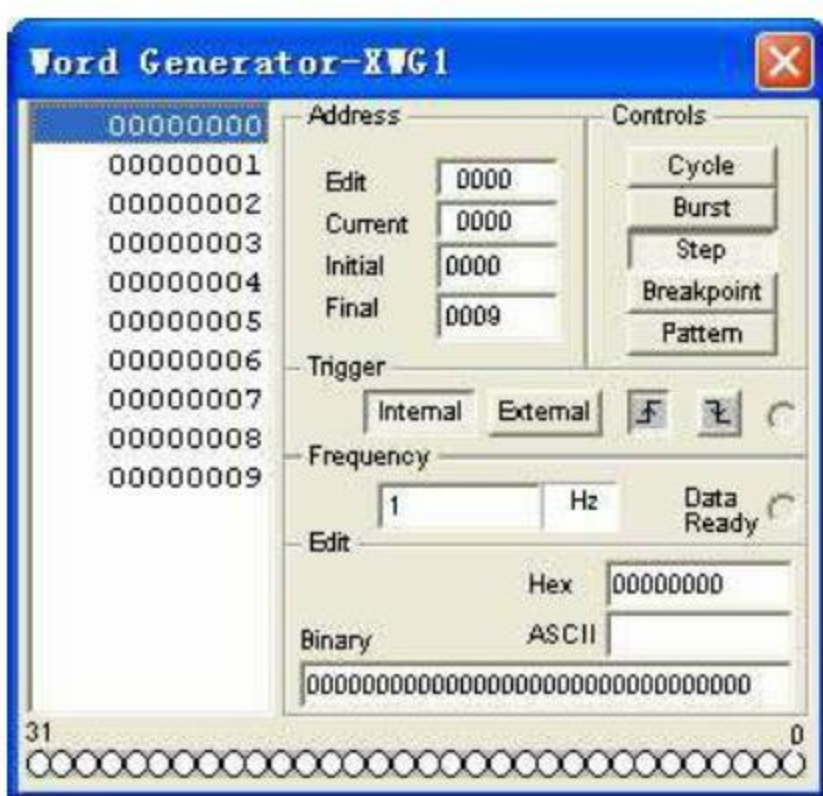 Word Generator-XWG1
00000000
00000001
00000002
00000003
00000004
00000005
00000006
00000007
00000008
00000009
Address
Edit 0000
Current 0000
Initial 0000
Final 0009
Controls
Cycle
Burst
Step
Breakpoint
Pattern
Trigger
Internal External
Frequency
1 Hz
Data
Ready
Edit
Hex 00000000
ASCII
Binary
00000000000000000000000000000000
31 0